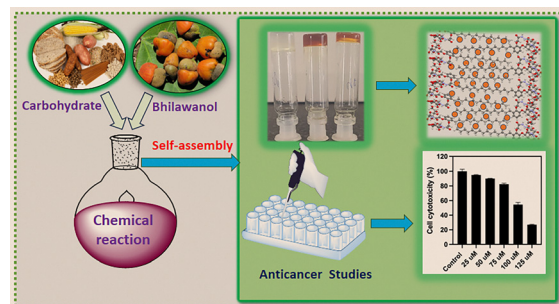 Carbohydrate
Bhilawanol
Self-assembly
Chemical
reaction
Anticancer Studies
Cell cytotoxicity (%)
120
100
80
60
40
20
0
Control
25 uM
50 uM
75 uM
100 uM
125 uM